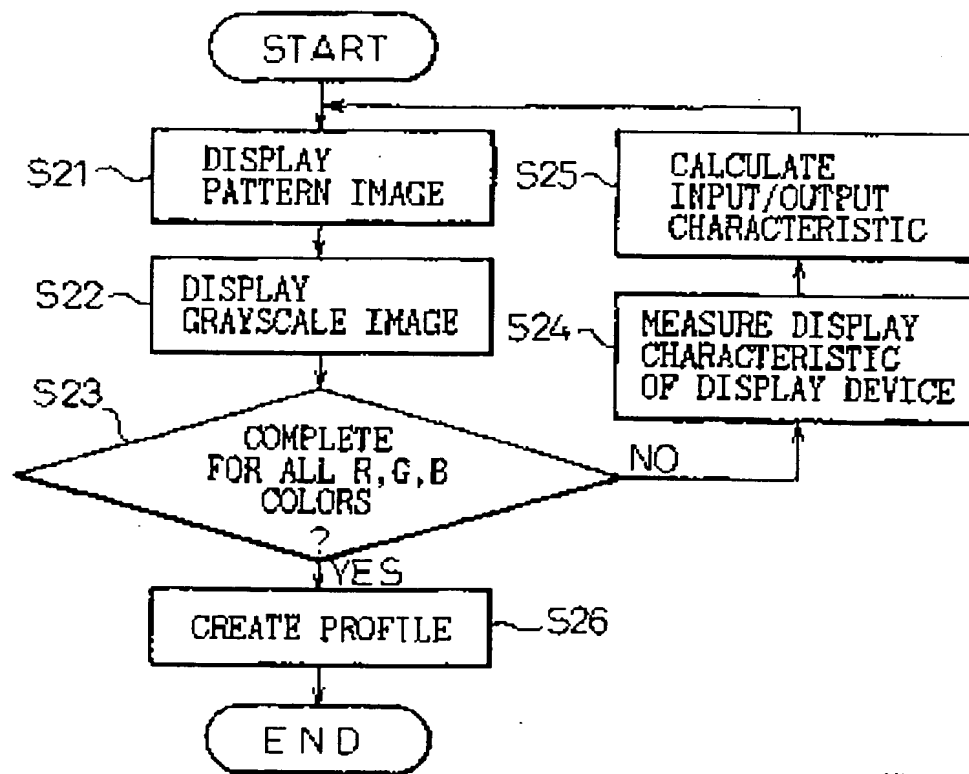 START
S21
DISPLAY
PATTERN IMAGE
S22
DISPLAY
GRAYSCALE IMAGE
S23
COMPLETE
FOR ALL R,G,B
COLORS
?
NO
YES
S24
MEASURE DISPLAY
CHARACTERISTIC
OF DISPLAY DEVICE
S25
CALCULATE
INPUT/OUTPUT
CHARACTERISTIC
CREATE PROFILE
S26
END